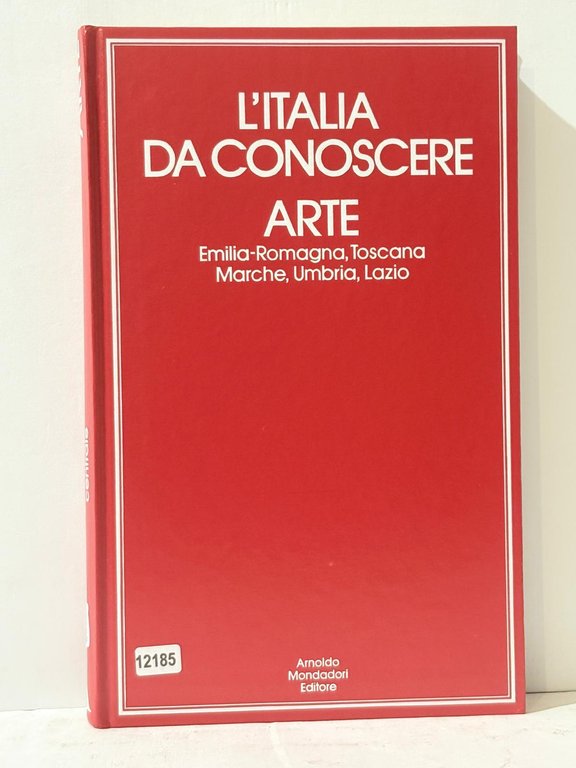 L'ITALIA
DA CONOSCERE
ARTE
Emilia-Romagna, Toscana
Marche, Umbria, Lazio
12185
Arnoldo
Mondadori
Editore